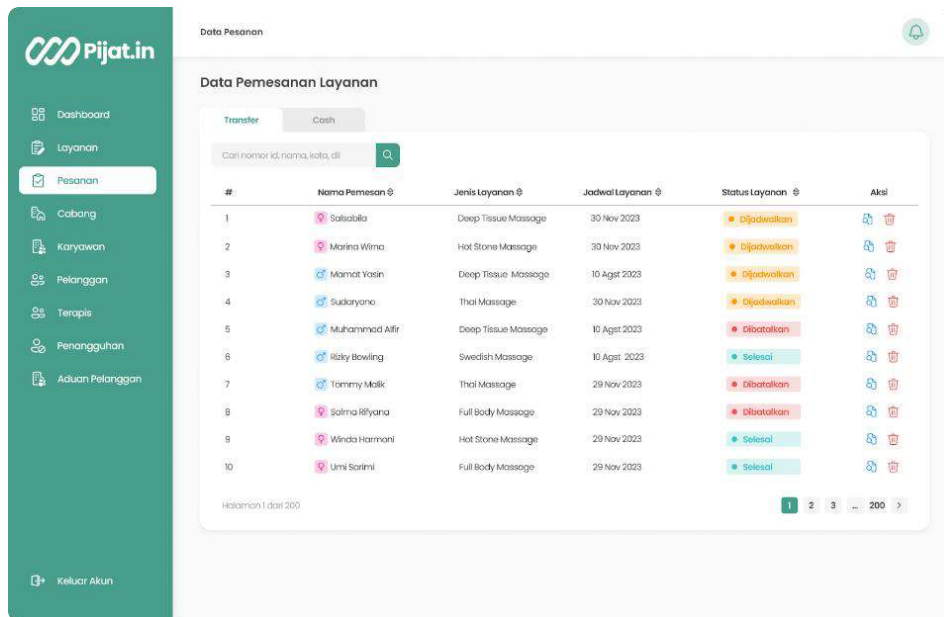 Pijat.in
Dashboard
Layanan
Pesanan
Cabang
Karyawan
Pelanggan
Terapis
Penangguhan
Aduan Pelanggan
Keluar Akun
Data Pesanan
Data Pemesanan Layanan
Transfer Cash
Cari nomor id, nama, kota, dll
# Nama Pemesan Jenis Layanan Jadwal Layanan Status Layanan Aksi
1 Salsabila Deep Tissue Massage 30 Nov 2023 Dijadwalkan
2 Marina Wirna Hot Stone Massage 30 Nov 2023 Dijadwalkan
3 Mamat Yasin Deep Tissue Massage 10 Agst 2023 Dijadwalkan
4 Sudaryono Thai Massage 30 Nov 2023 Dijadwalkan
5 Muhammad Alfir Deep Tissue Massage 10 Agst 2023 Dibatalkan
6 Rizky Bowling Swedish Massage 10 Agst 2023 Selesai
7 Tommy Malik Thai Massage 29 Nov 2023 Dibatalkan
8 Salma Rifyana Full Body Massage 29 Nov 2023 Dibatalkan
9 Winda Harmani Hot Stone Massage 29 Nov 2023 Selesai
10 Umi Sarimi Full Body Massage 29 Nov 2023 Selesai
Halaman 1 dari 200
1 2 3 ... 200 >